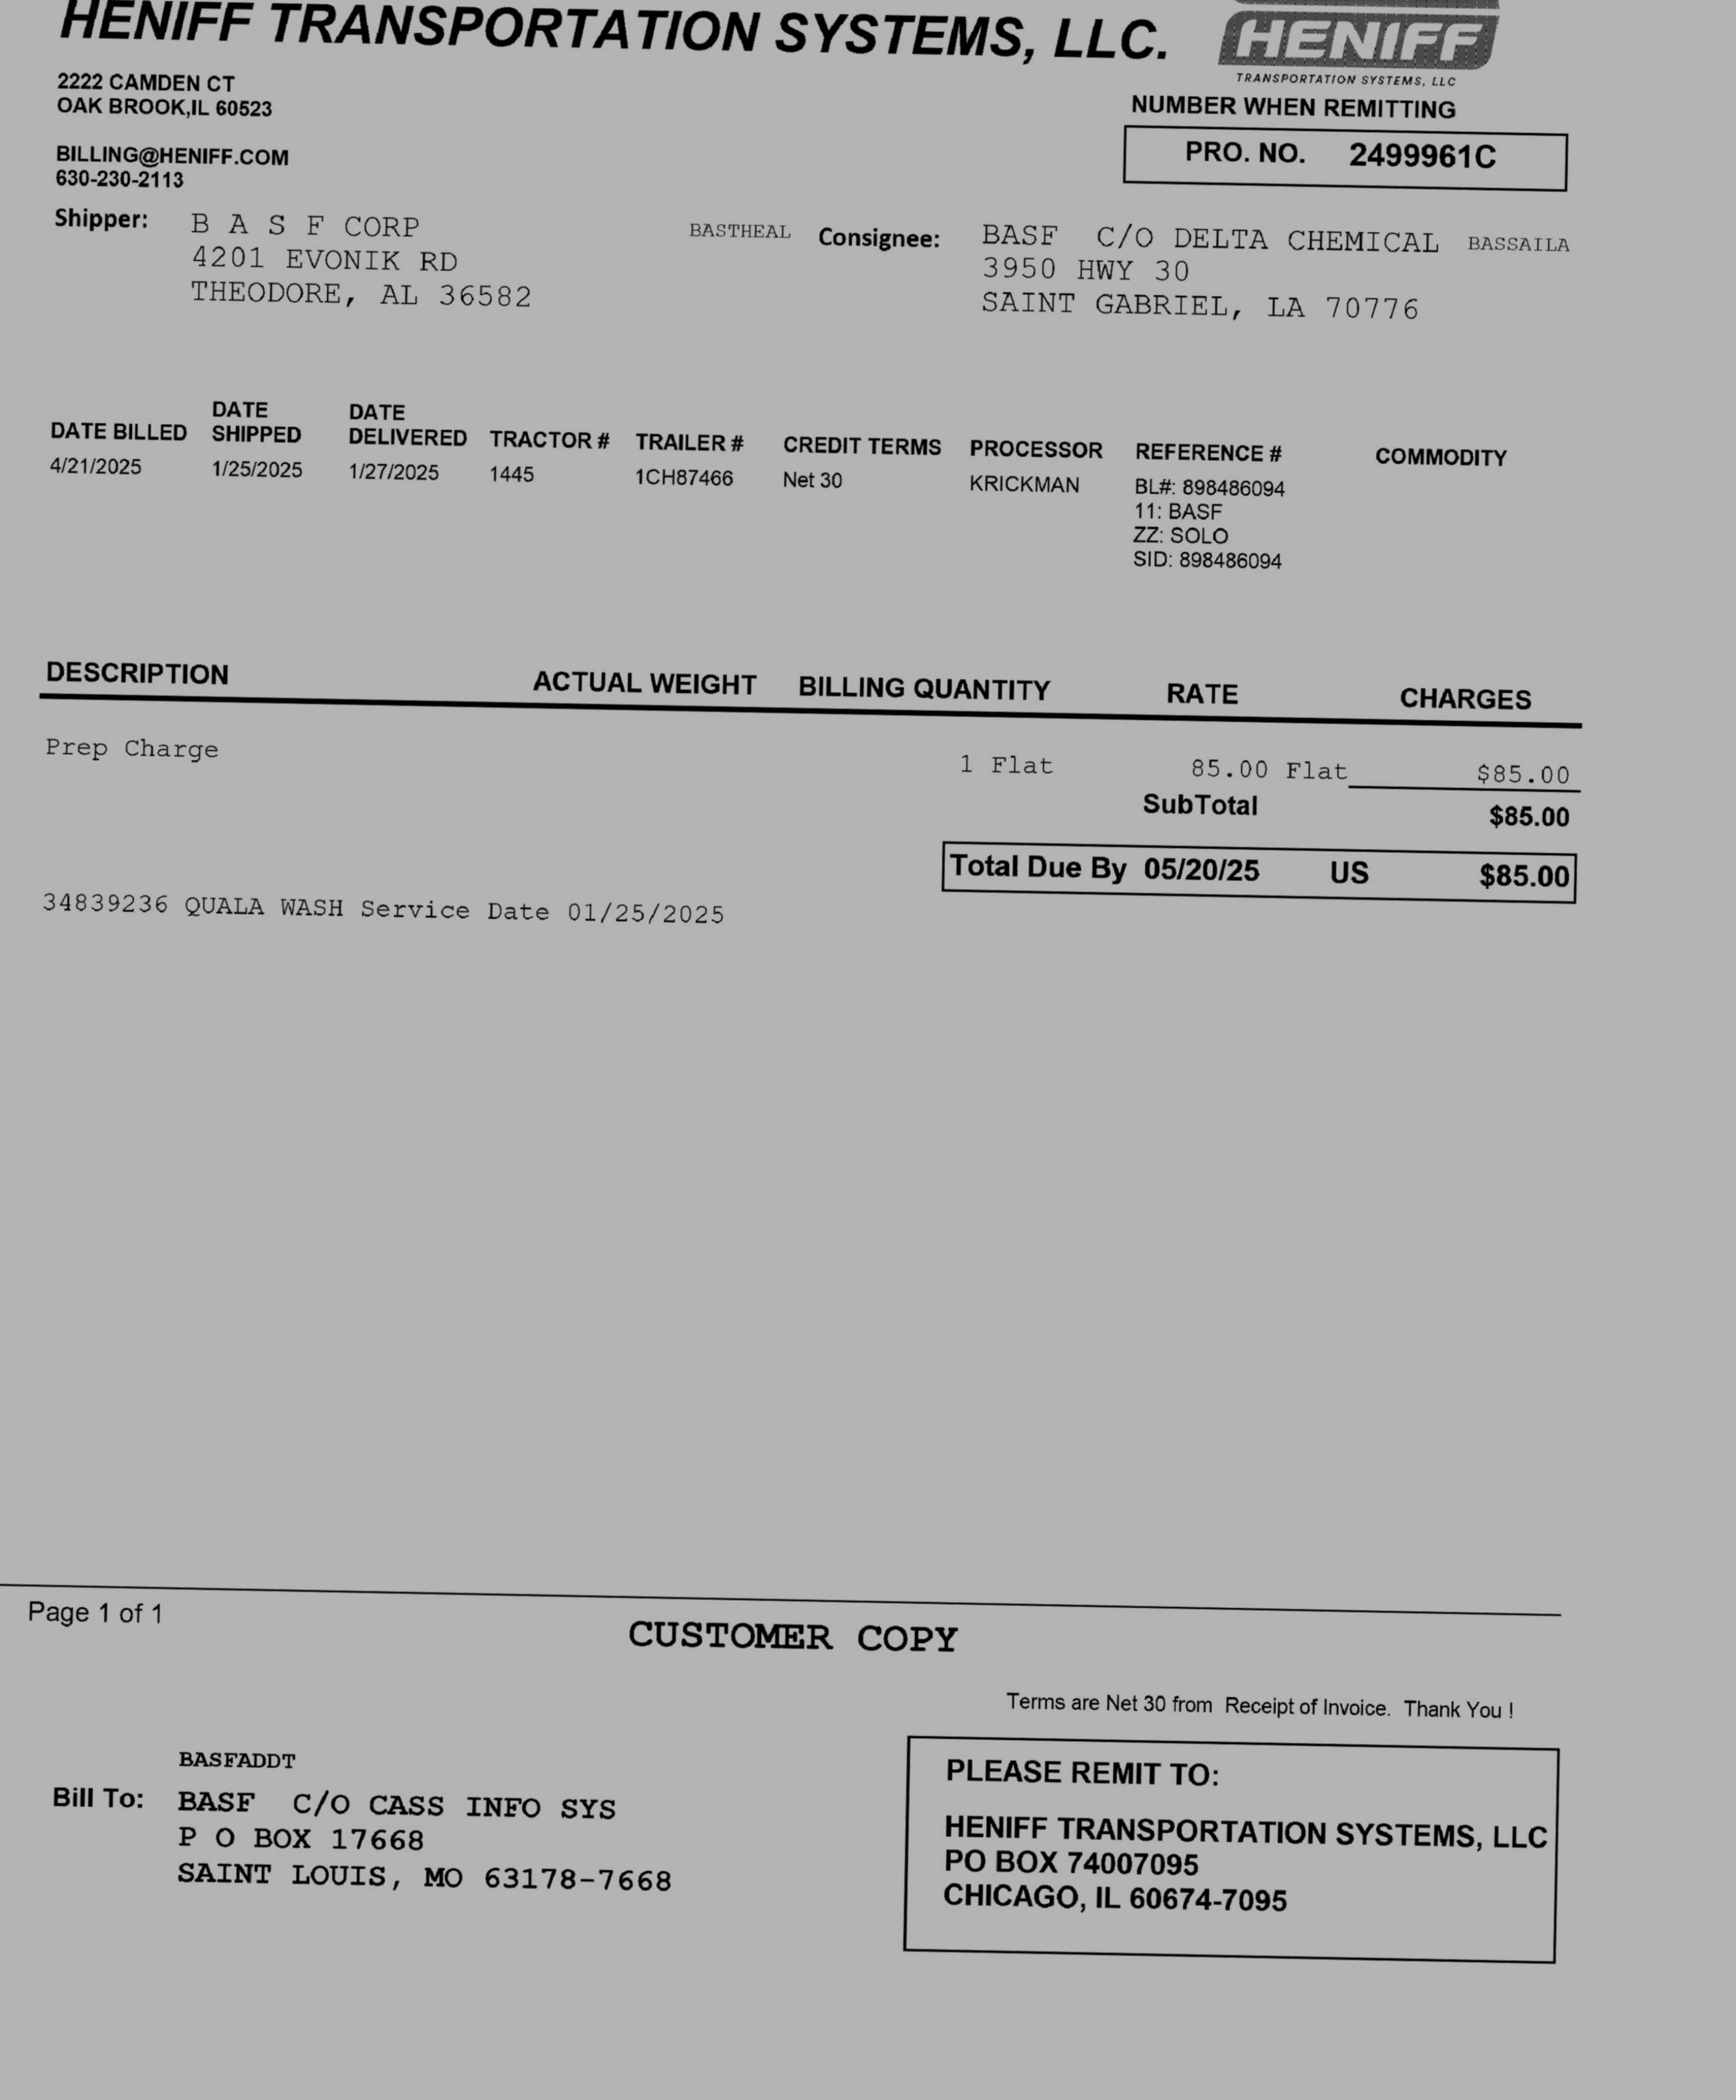 HENIFF TRANSPORTATION SYSTEMS, LLC.
HENIFF
TRANSPORTATION SYSTEMS, LLC
2222 CAMDEN CT
OAK BROOK,IL 60523
NUMBER WHEN REMITTING
BILLING@HENIFF.COM
630-230-2113
PRO. NO. 2499961C
Shipper: B A S F CORP BASTHEAL
4201 EVONIK RD
THEODORE, AL 36582
Consignee: BASF C/O DELTA CHEMICAL BASSAILA
3950 HWY 30
SAINT GABRIEL, LA 70776
DATE BILLED DATE SHIPPED DATE DELIVERED TRACTOR # TRAILER # CREDIT TERMS PROCESSOR REFERENCE # COMMODITY
4/21/2025 1/25/2025 1/27/2025 1445 1CH87466 Net 30 KRICKMAN BL#: 898486094
11: BASF
ZZ: SOLO
SID: 898486094
DESCRIPTION ACTUAL WEIGHT BILLING QUANTITY RATE CHARGES
Prep Charge 1 Flat 85.00 Flat $85.00
SubTotal $85.00
Total Due By 05/20/25 US $85.00
34839236 QUALA WASH Service Date 01/25/2025
Page 1 of 1
CUSTOMER COPY
Terms are Net 30 from Receipt of Invoice. Thank You !
BASFADDT
Bill To: BASF C/O CASS INFO SYS
P O BOX 17668
SAINT LOUIS, MO 63178-7668
PLEASE REMIT TO:
HENIFF TRANSPORTATION SYSTEMS, LLC
PO BOX 74007095
CHICAGO, IL 60674-7095